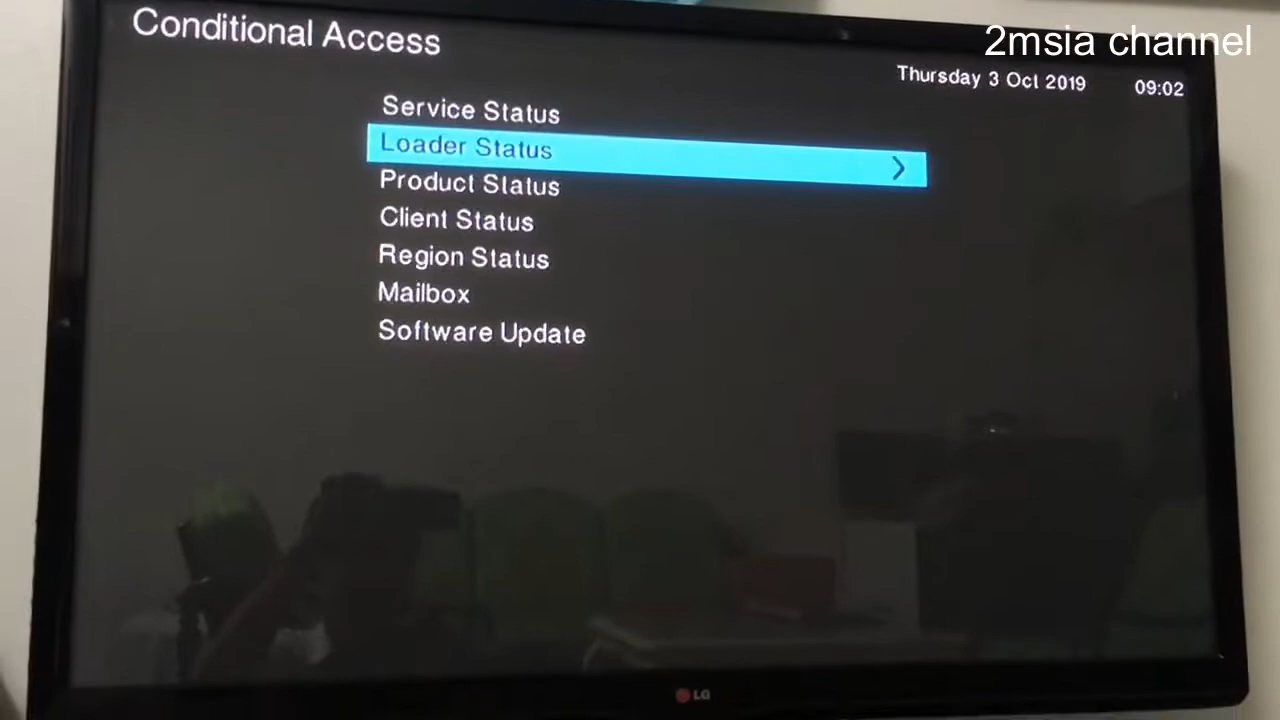 Conditional Access
2msia channel
Thursday 3 Oct 2019 09:02
Service Status
Loader Status
Product Status
Client Status
Region Status
Mailbox
Software Update
LG